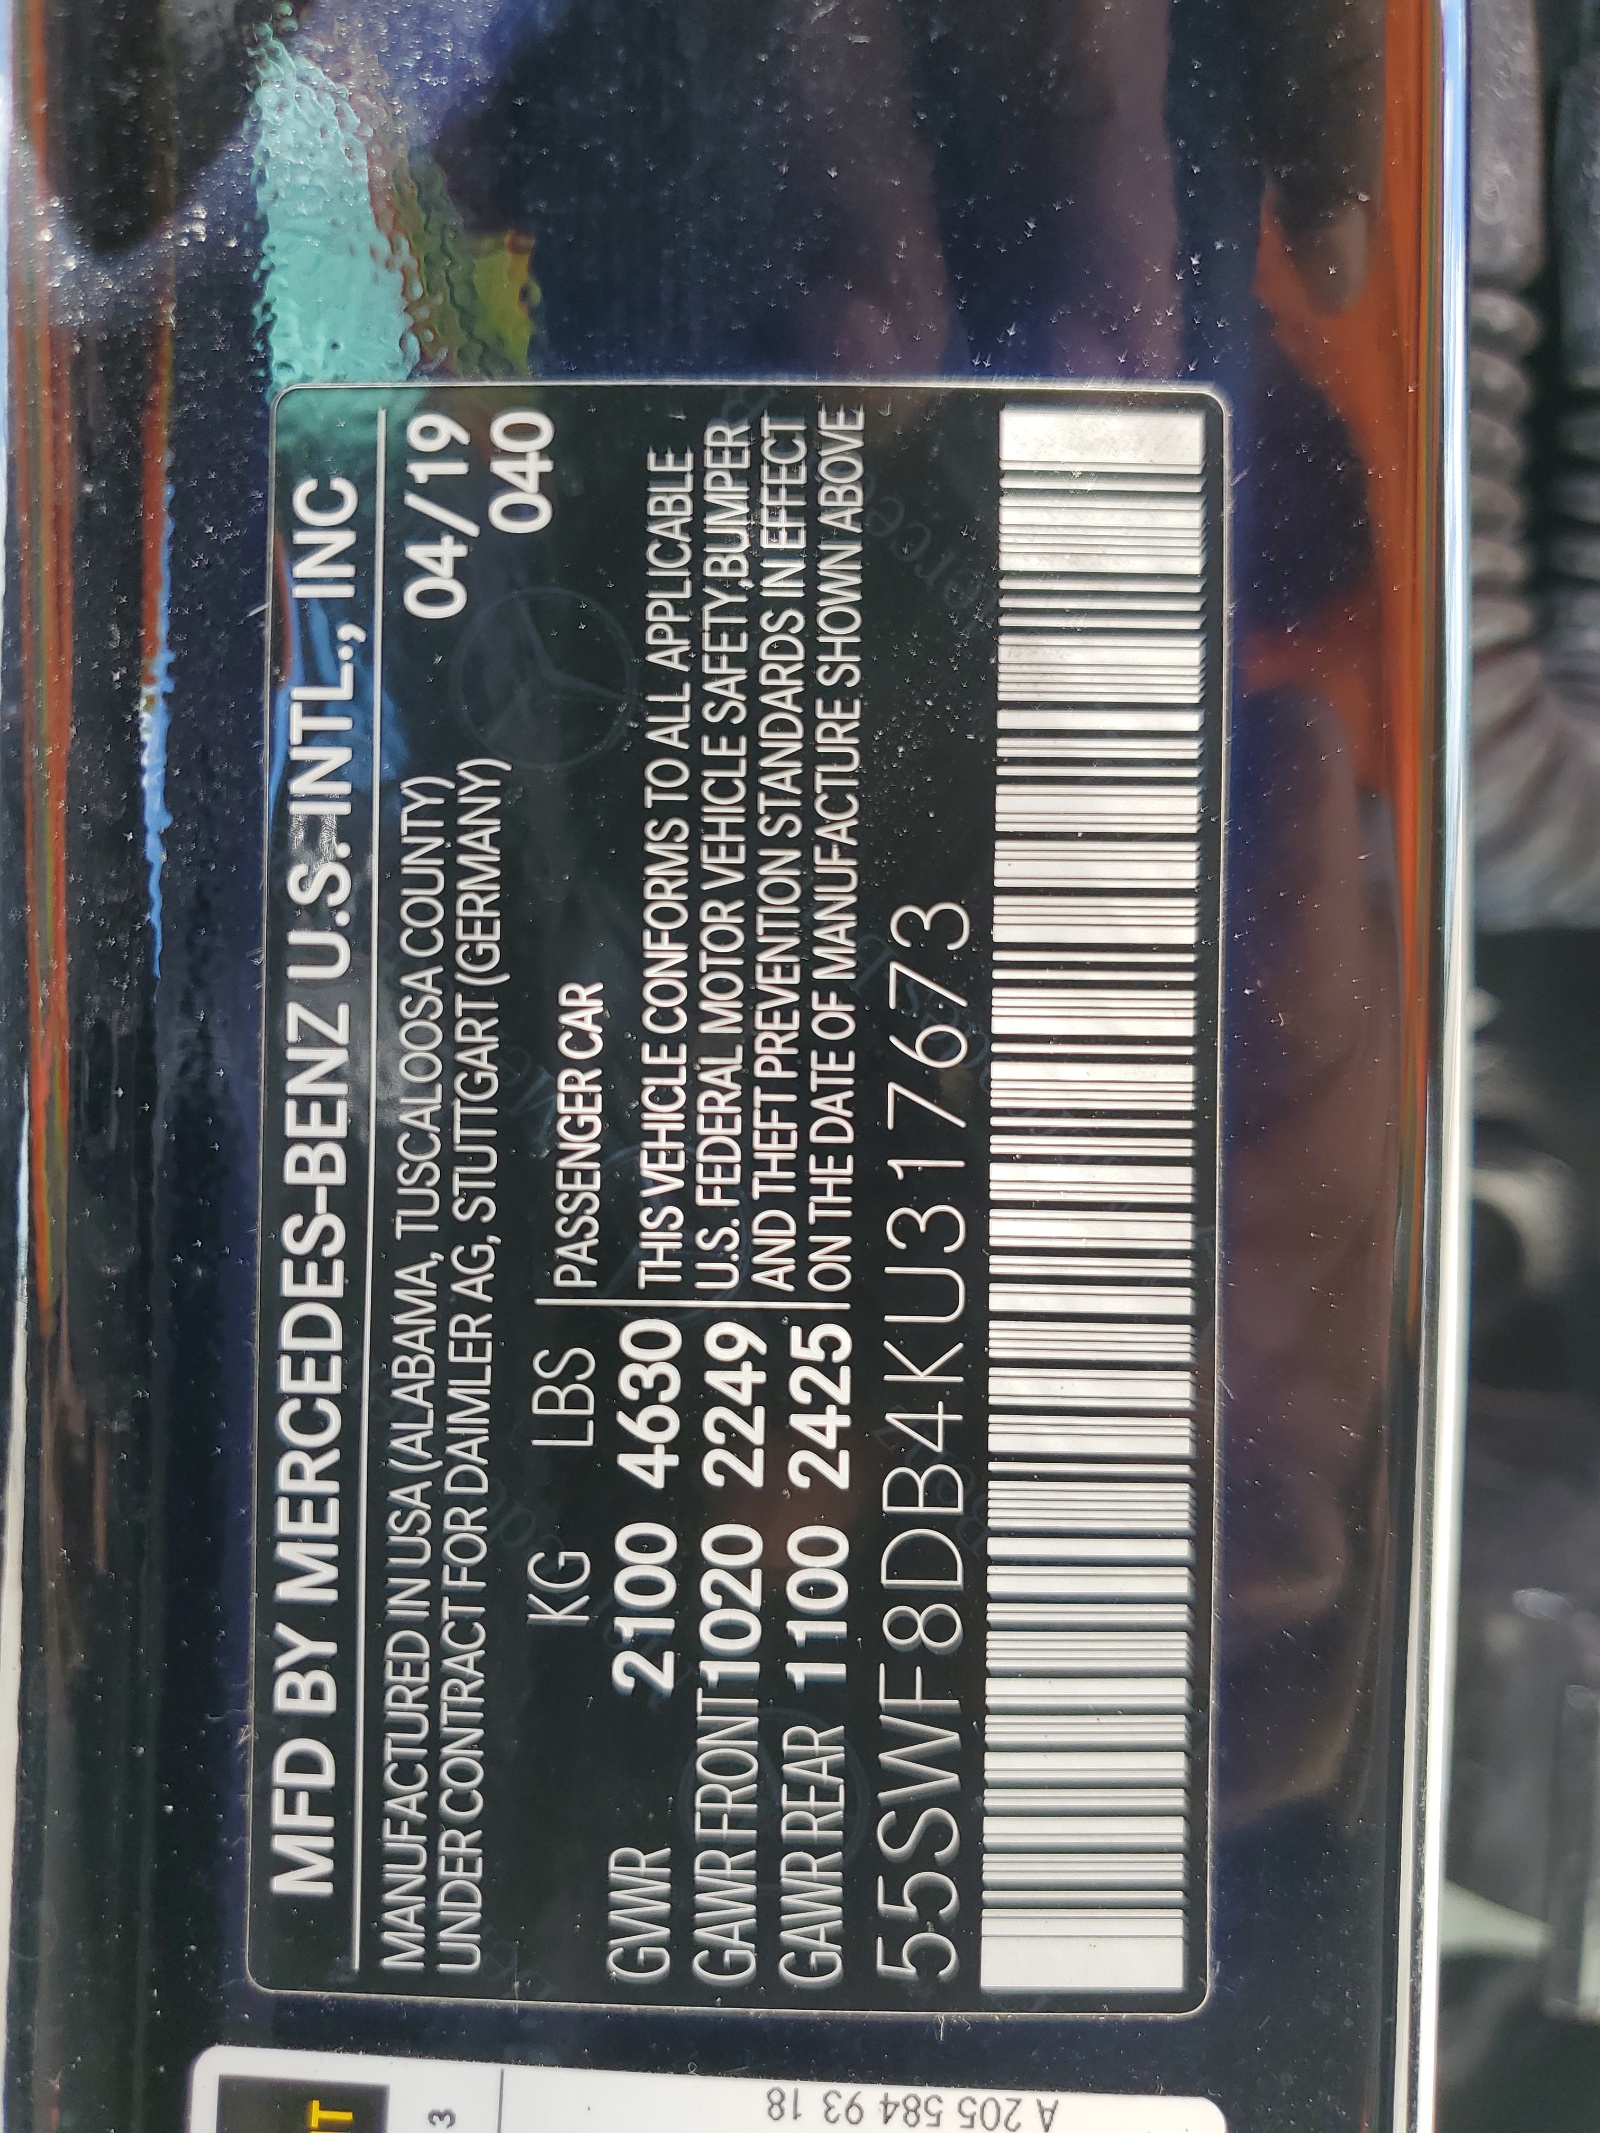 MFD BY MERCEDES-BENZ U.S. INTL., INC
MANUFACTURED IN USA (ALABAMA, TUSCALOOSA COUNTY) 04/19
UNDER CONTRACT FOR DAIMLER AG, STUTTGART (GERMANY) 040
KG LBS PASSENGER CAR
GVWR 2100 4630 THIS VEHICLE CONFORMS TO ALL APPLICABLE
GAWR FRONT 1020 2249 U.S. FEDERAL MOTOR VEHICLE SAFETY,BUMPER
AND THEFT PREVENTION STANDARDS IN EFFECT
GAWR REAR 1100 2425 ON THE DATE OF MANUFACTURE SHOWN ABOVE
55SWF8DB4KU317673
3
A 205 584 93 18